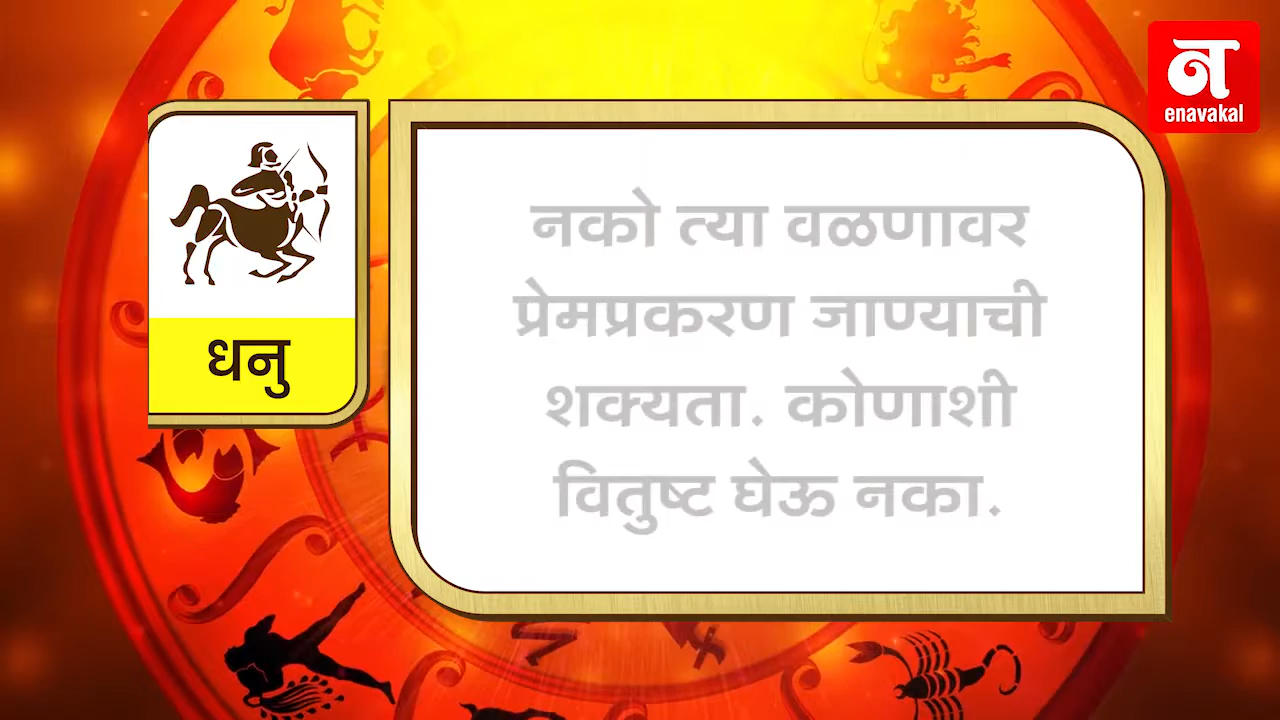 न
enavakal
धनु
नको त्या वळणावर
प्रेमप्रकरण जाण्याची
शक्यता. कोणाशी
वितुष्ट घेऊ नका.